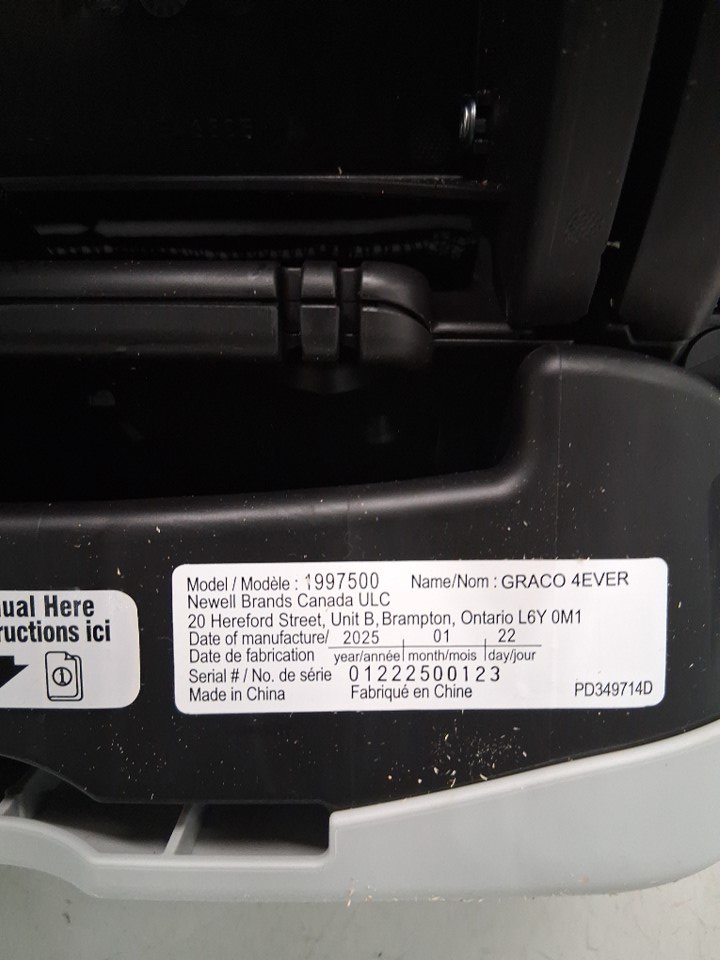 Model / Modèle : 1997500 Name/Nom : GRACO 4EVER
Newell Brands Canada ULC
20 Hereford Street, Unit B, Brampton, Ontario L6Y 0M1
Date of manufacture/ 2025 01 22
Date de fabrication year/année month/mois day/jour
Serial # / No. de série 01222500123
Made in China Fabriqué en Chine PD349714D
ual Here
ructions ici